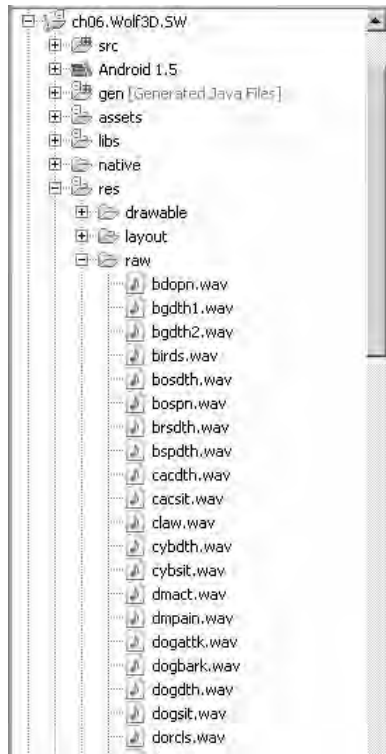 ch06.Wolf3D.SW
src
Android 1.5
gen [Generated Java Files]
assets
libs
native
res
drawable
layout
raw
bdopn.wav
bgdth1.wav
bgdth2.wav
birds.wav
bosdth.wav
bospn.wav
brsdth.wav
bspdth.wav
cacdth.wav
cacsit.wav
claw.wav
cybdth.wav
cybsit.wav
dmact.wav
dmpain.wav
dogattk.wav
dogbark.wav
dogdth.wav
dogsit.wav
dorcls.wav